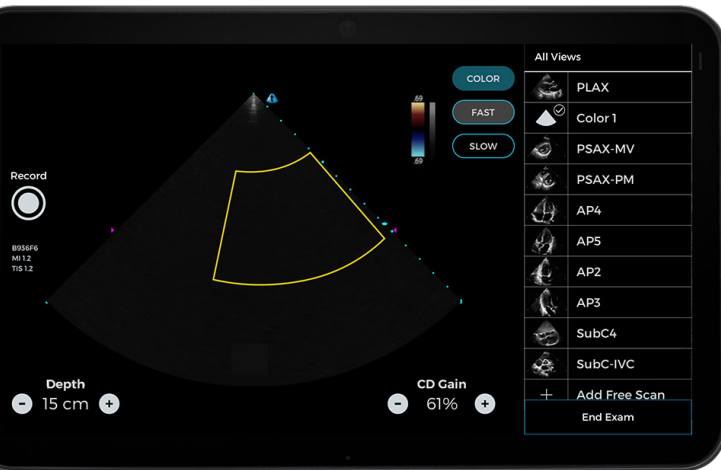 All Views
COLOR
PLAX
.69
FAST
Color 1
SLOW
PSAX-MV
.69
Record
PSAX-PM
AP4
B936F6
MI 1.2
TIS 1.2
AP5
AP2
AP3
SubC4
SubC-IVC
Depth
15 cm
CD Gain
61%
Add Free Scan
End Exam